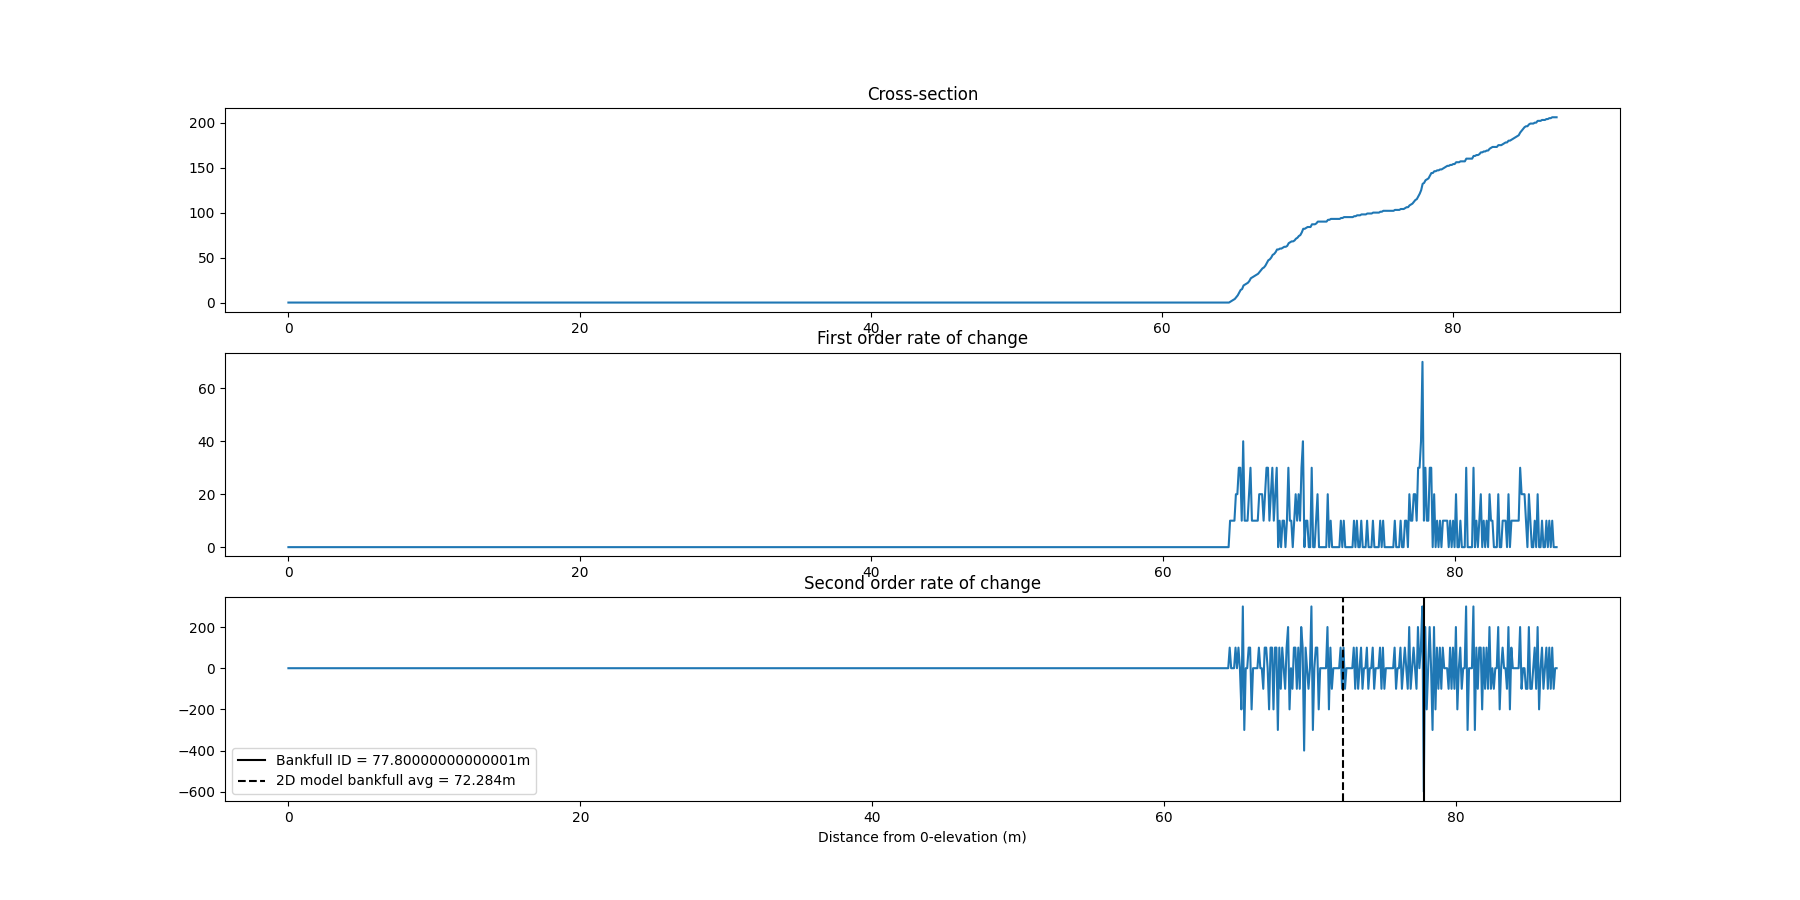 Cross-section
200
150
100
50
0
0 20 40 60 80
First order rate of change
60
40
20
0
0 20 40 60 80
Second order rate of change
200
0
−200
−400
−600
Bankfull ID = 77.80000000000001m
2D model bankfull avg = 72.284m
0 20 40 60 80
Distance from 0-elevation (m)